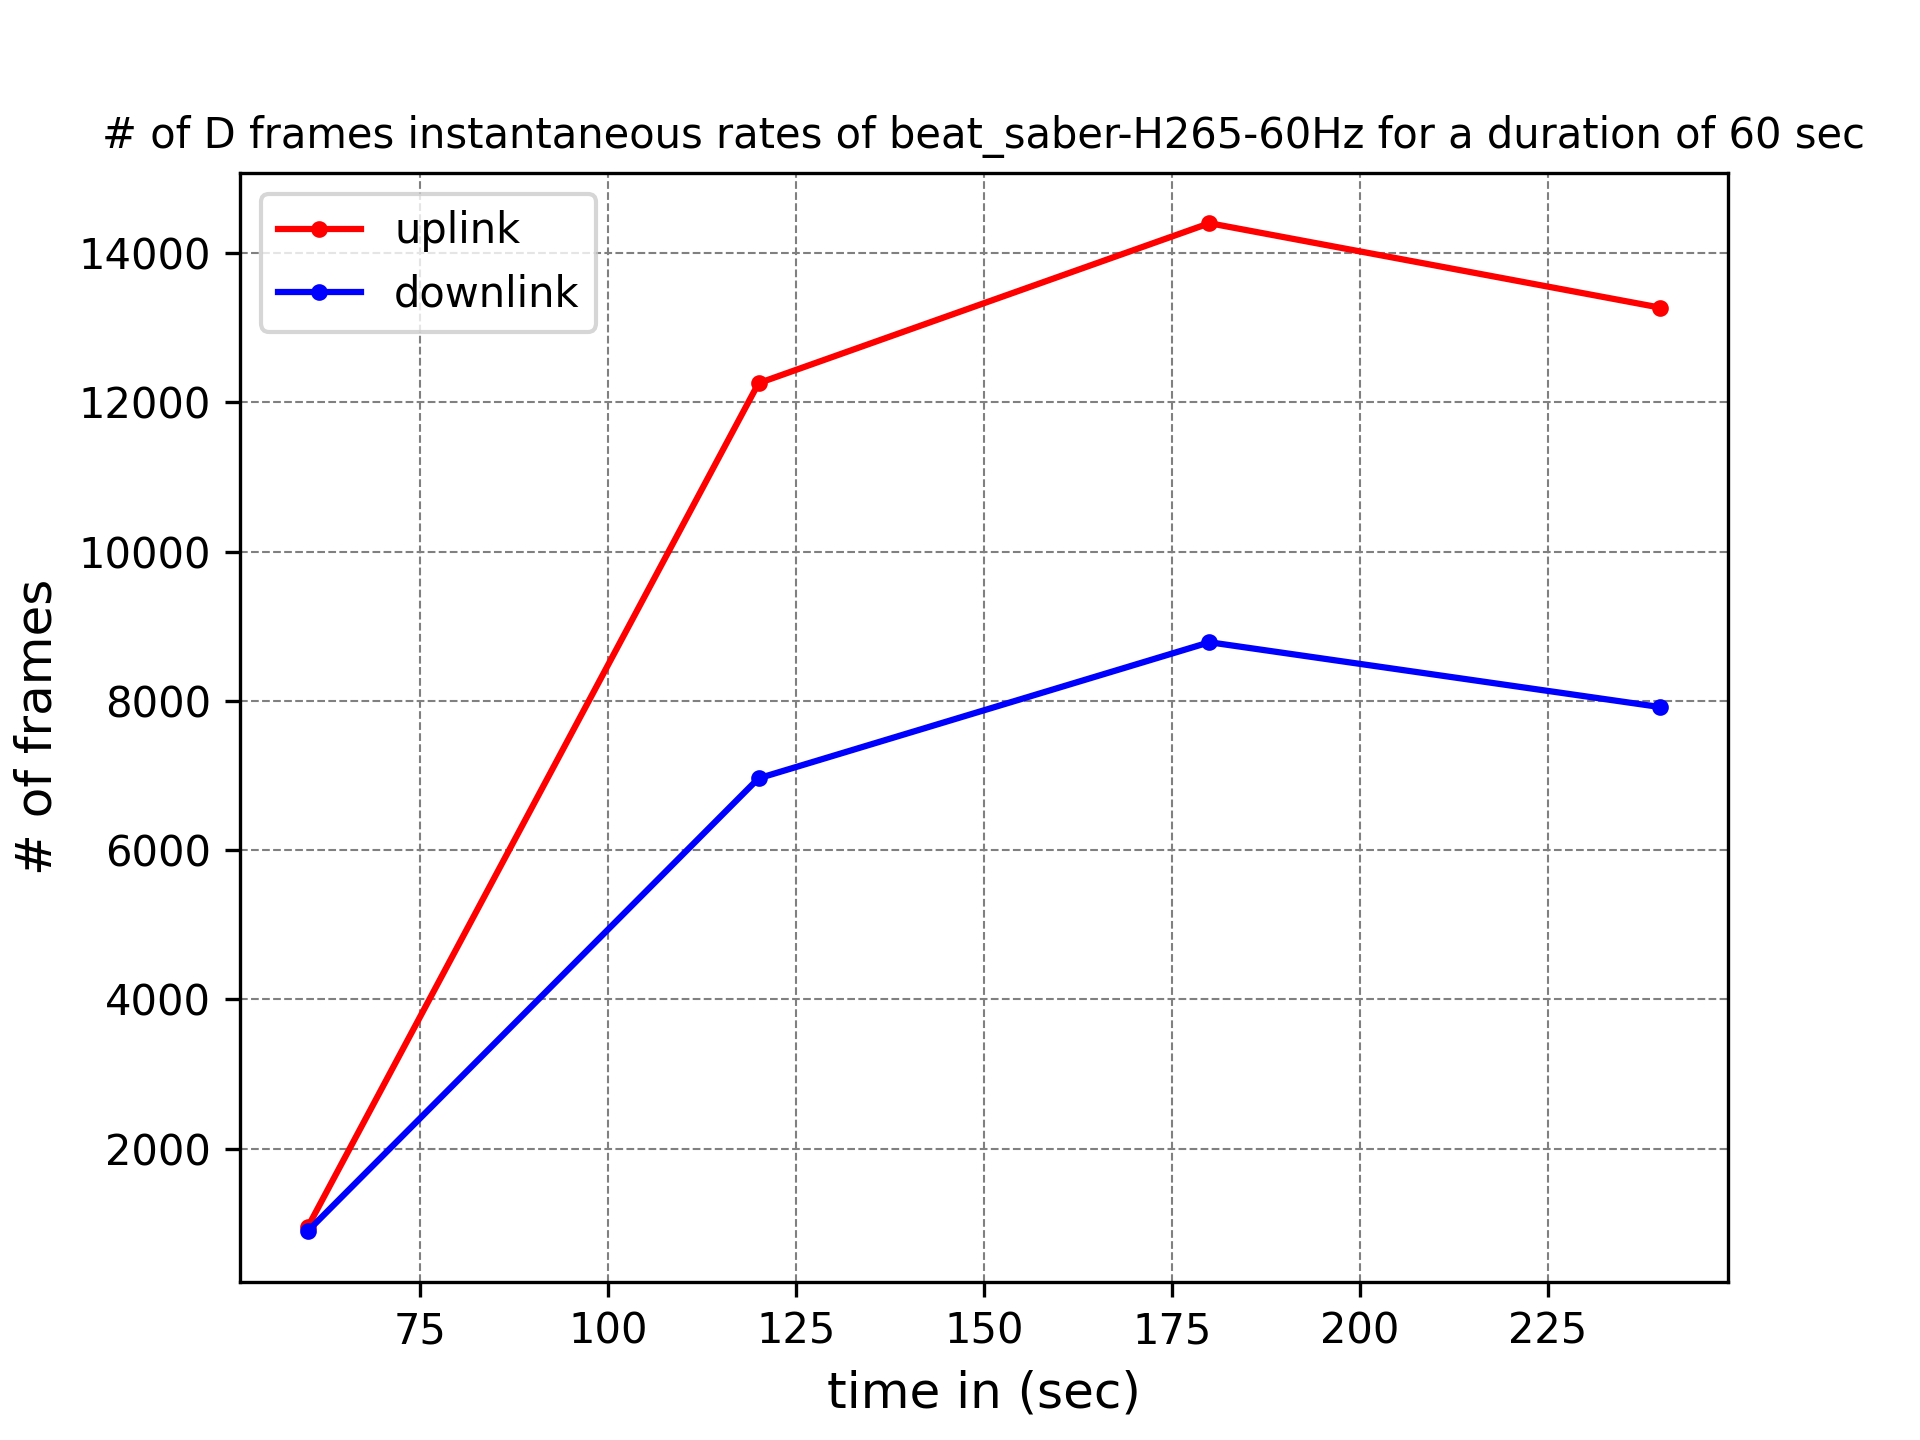 # of D frames instantaneous rates of beat_saber-H265-60Hz for a duration of 60 sec
uplink
downlink
14000
12000
10000
8000
6000
4000
2000
# of frames
75 100 125 150 175 200 225
time in (sec)